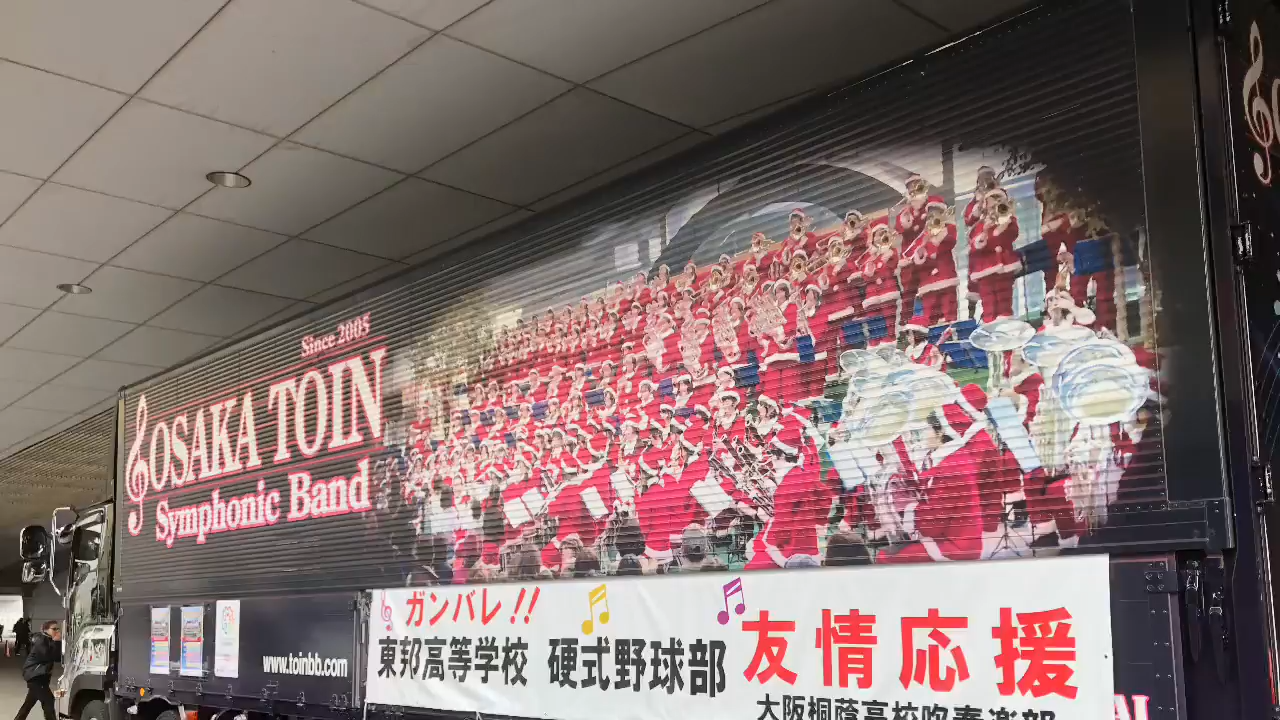 Since 2005
OSAKA TOIN
Symphonic Band
www.toinbb.com
ガンバレ!!
東邦高等学校 硬式野球部 友情応援
大阪桐蔭高校吹奏楽部